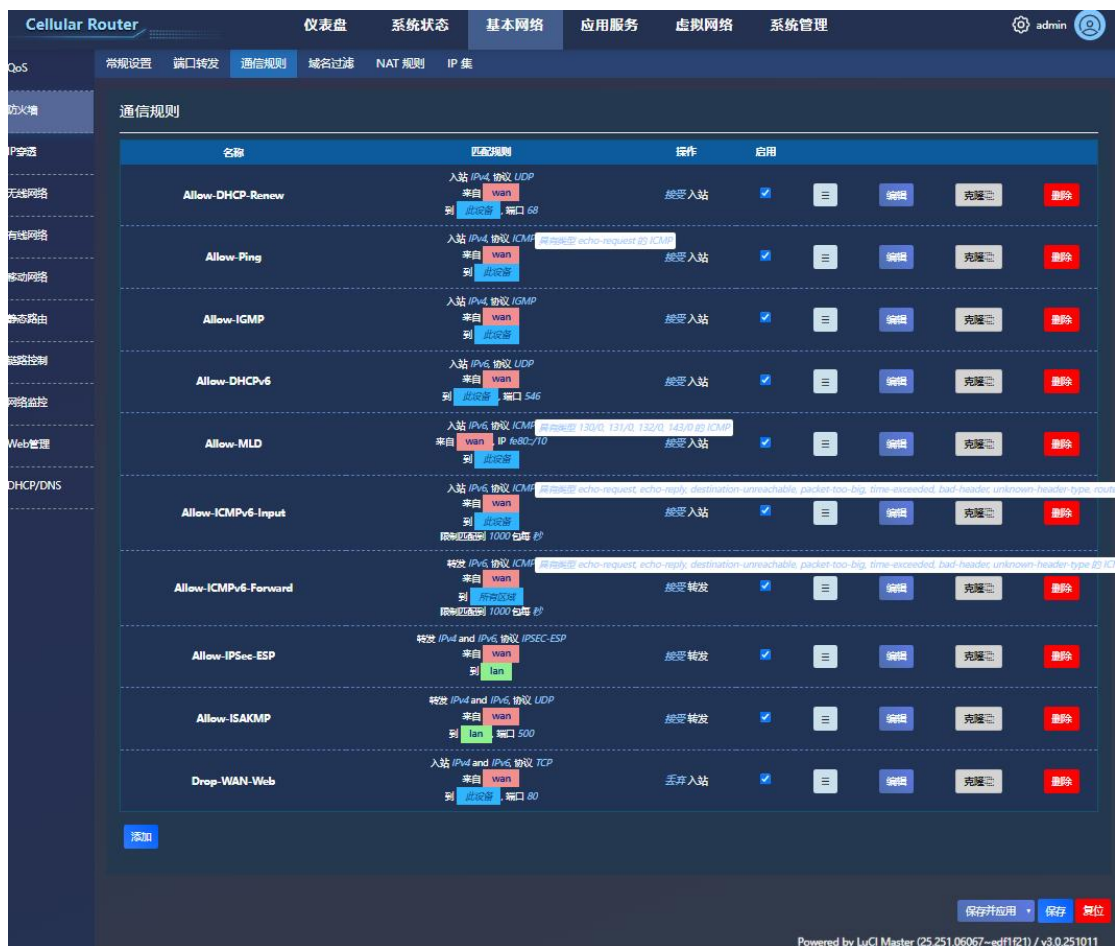 Cellular Router 仪表盘 系统状态 基本网络 应用服务 虚拟网络 系统管理 admin
QoS
防火墙
IP穿透
无线网络
有线网络
移动网络
静态路由
链路控制
网络监控
Web管理
DHCP/DNS
常规设置 端口转发 通信规则 域名过滤 NAT 规则 IP 集
通信规则
名称 匹配规则 操作 启用
入站 IPv4, 协议 UDP
Allow-DHCP-Renew 来自 wan 接受 入站 编辑 克隆 删除
到 此设备 , 端口 68
入站 IPv4, 协议 ICMP 具有类型 echo-request 的 ICMP
Allow-Ping 来自 wan 接受 入站 编辑 克隆 删除
到 此设备
入站 IPv4, 协议 IGMP
Allow-IGMP 来自 wan 接受 入站 编辑 克隆 删除
到 此设备
入站 IPv6, 协议 UDP
Allow-DHCPv6 来自 wan 接受 入站 编辑 克隆 删除
到 此设备 , 端口 546
入站 IPv6, 协议 ICMP 具有类型 130/0, 131/0, 132/0, 143/0 的 ICMP
Allow-MLD 来自 wan , IP fe80::/10 接受 入站 编辑 克隆 删除
到 此设备
入站 IPv6, 协议 ICMP 具有类型 echo-request, echo-reply, destination-unreachable, packet-too-big, time-exceeded, bad-header, unknown-header-type, route
Allow-ICMPv6-Input 来自 wan 接受 入站 编辑 克隆 删除
到 此设备
限制匹配到 1000 包每 秒
转发 IPv6, 协议 ICMP 具有类型 echo-request, echo-reply, destination-unreachable, packet-too-big, time-exceeded, bad-header, unknown-header-type 的 IC
Allow-ICMPv6-Forward 来自 wan 接受 转发 编辑 克隆 删除
到 所有区域
限制匹配到 1000 包每 秒
转发 IPv4 and IPv6, 协议 IPSEC-ESP
Allow-IPSec-ESP 来自 wan 接受 转发 编辑 克隆 删除
到 lan
转发 IPv4 and IPv6, 协议 UDP
Allow-ISAKMP 来自 wan 接受 转发 编辑 克隆 删除
到 lan , 端口 500
入站 IPv4 and IPv6, 协议 TCP
Drop-WAN-Web 来自 wan 丢弃 入站 编辑 克隆 删除
到 此设备 , 端口 80
添加
保存并应用 保存 复位
Powered by LuCI Master (25.251.06067~edf1f21) / v3.0.251011